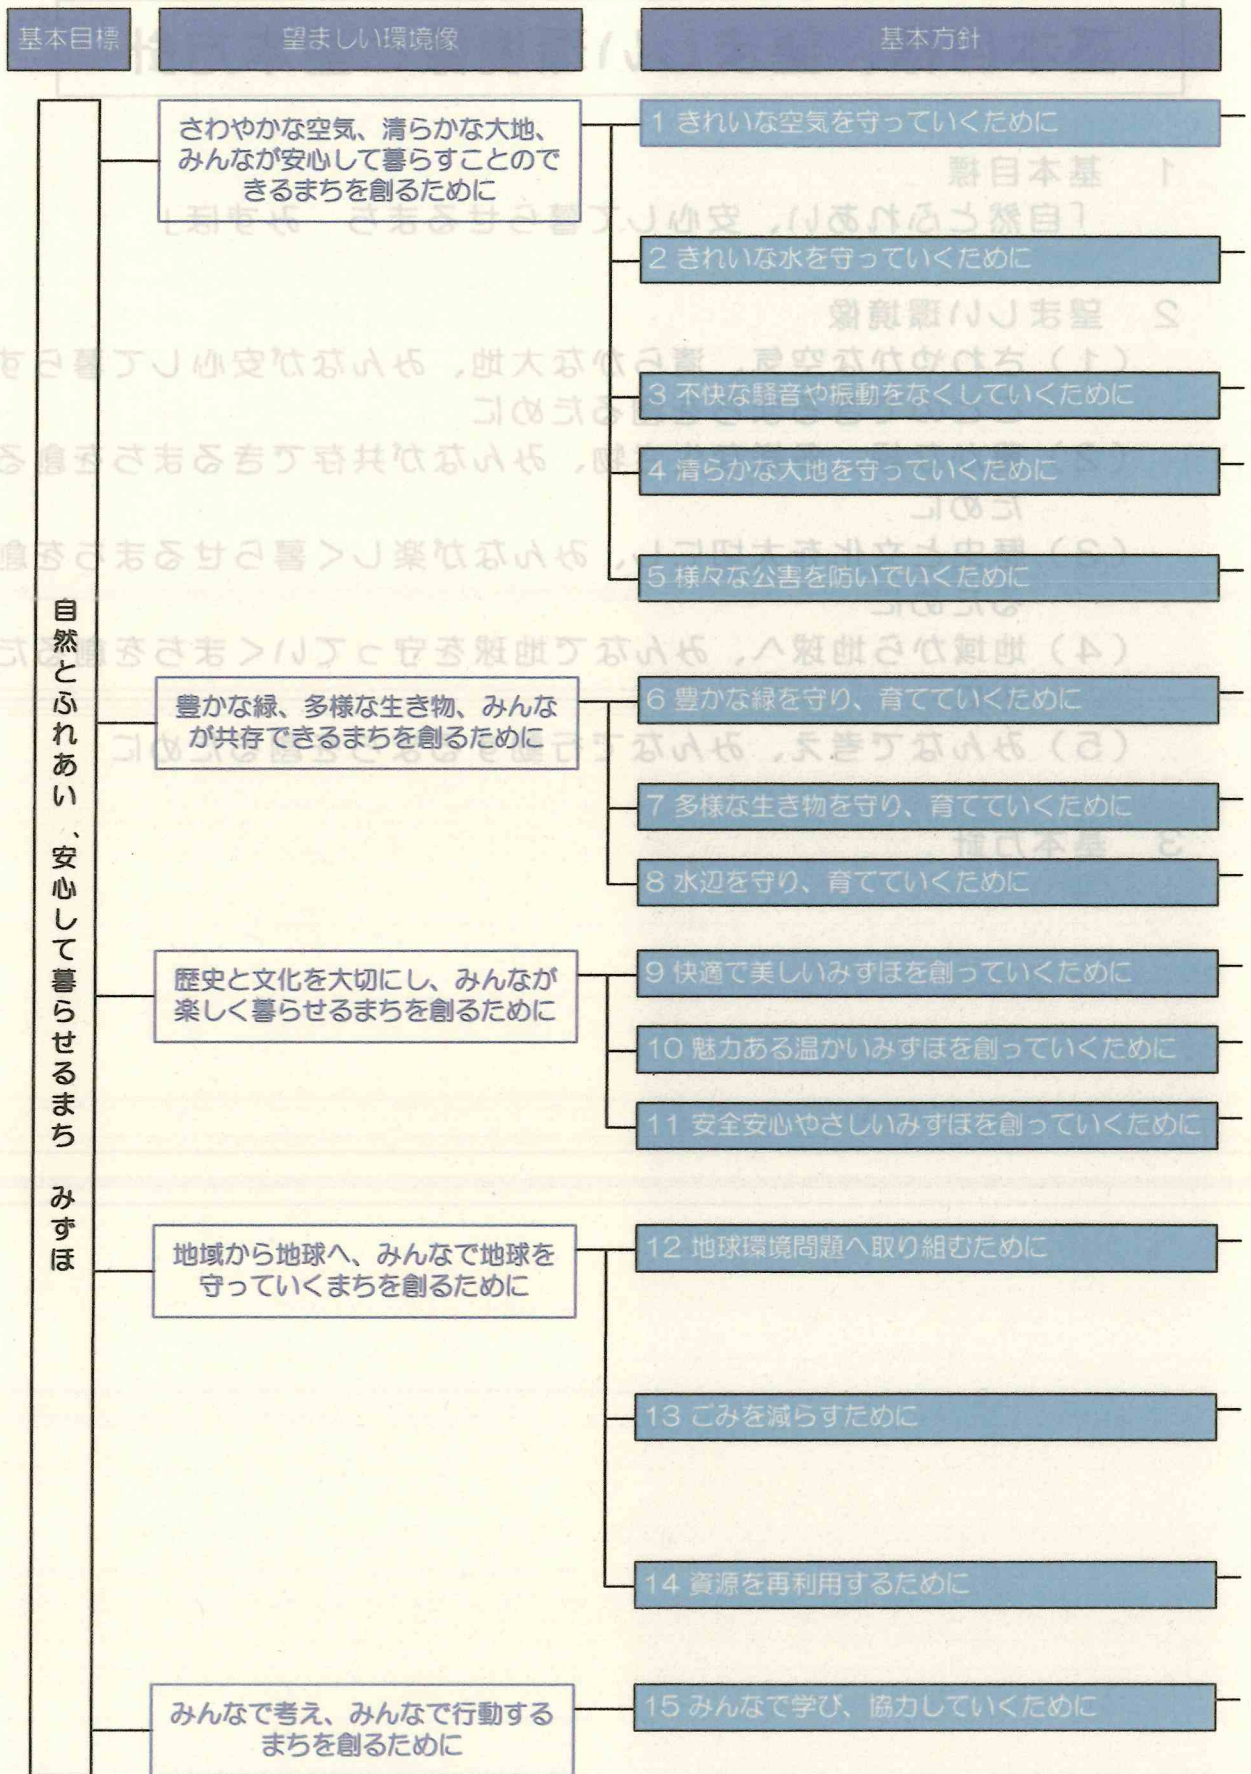 基本目標
望ましい環境像
基本方針
自然とふれあい、安心して暮らせるまち　みずほ
さわやかな空気、清らかな大地、
みんなが安心して暮らすことので
きるまちを創るために
1 きれいな空気を守っていくために
2 きれいな水を守っていくために
3 不快な騒音や振動をなくしていくために
4 清らかな大地を守っていくために
5 様々な公害を防いでいくために
豊かな緑、多様な生き物、みんな
が共存できるまちを創るために
6 豊かな緑を守り、育てていくために
7 多様な生き物を守り、育てていくために
8 水辺を守り、育てていくために
歴史と文化を大切にし、みんなが
楽しく暮らせるまちを創るために
9 快適で美しいみずほを創っていくために
10 魅力ある温かいみずほを創っていくために
11 安全安心やさしいみずほを創っていくために
地域から地球へ、みんなで地球を
守っていくまちを創るために
12 地球環境問題へ取り組むために
13 ごみを減らすために
14 資源を再利用するために
みんなで考え、みんなで行動する
まちを創るために
15 みんなで学び、協力していくために